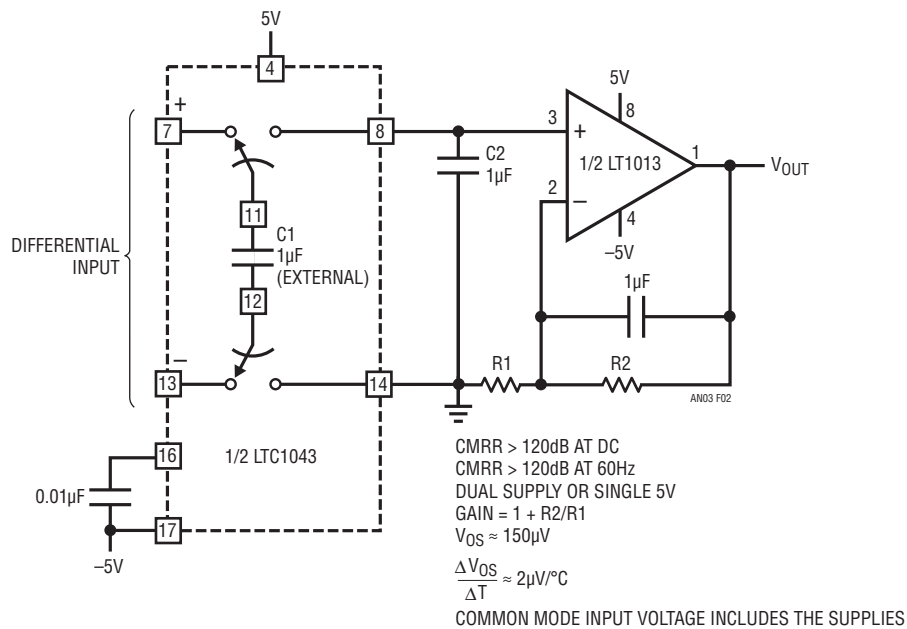 5V
4
+
7
8
11
C1
1µF
(EXTERNAL)
12
DIFFERENTIAL
INPUT
–
13
14
16
1/2 LTC1043
0.01µF
17
–5V
C2
1µF
5V
8
3
+
1/2 LT1013
1
VOUT
2
–
4
–5V
1µF
R1
R2
AN03 F02
CMRR > 120dB AT DC
CMRR > 120dB AT 60Hz
DUAL SUPPLY OR SINGLE 5V
GAIN = 1 + R2/R1
VOS ≈ 150µV
ΔVOS
ΔT
≈ 2µV/°C
COMMON MODE INPUT VOLTAGE INCLUDES THE SUPPLIES